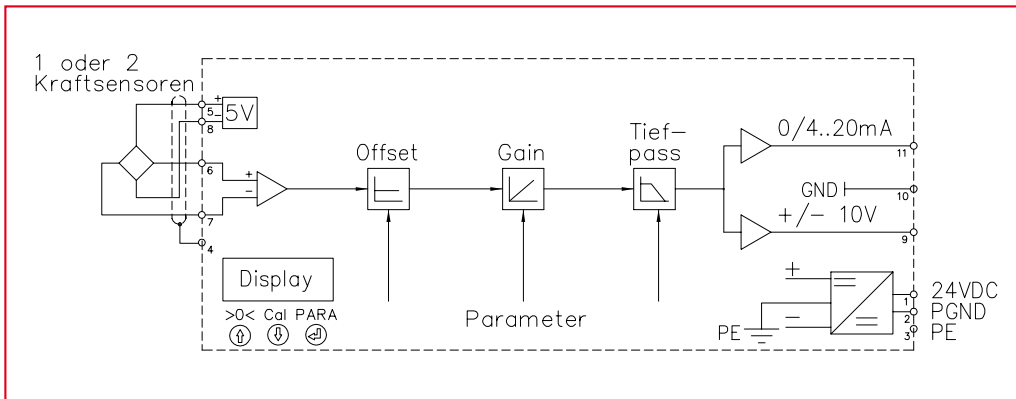 1 oder 2
Kraftsensoren
+
5
5V
-
8
6
+
-
7
4
Offset
Gain
Tief-
pass
0/4..20mA
11
GND
10
+/- 10V
9
Display
>0< Cal PARA
Parameter
+
-
PE
1
24VDC
2
PGND
3
PE